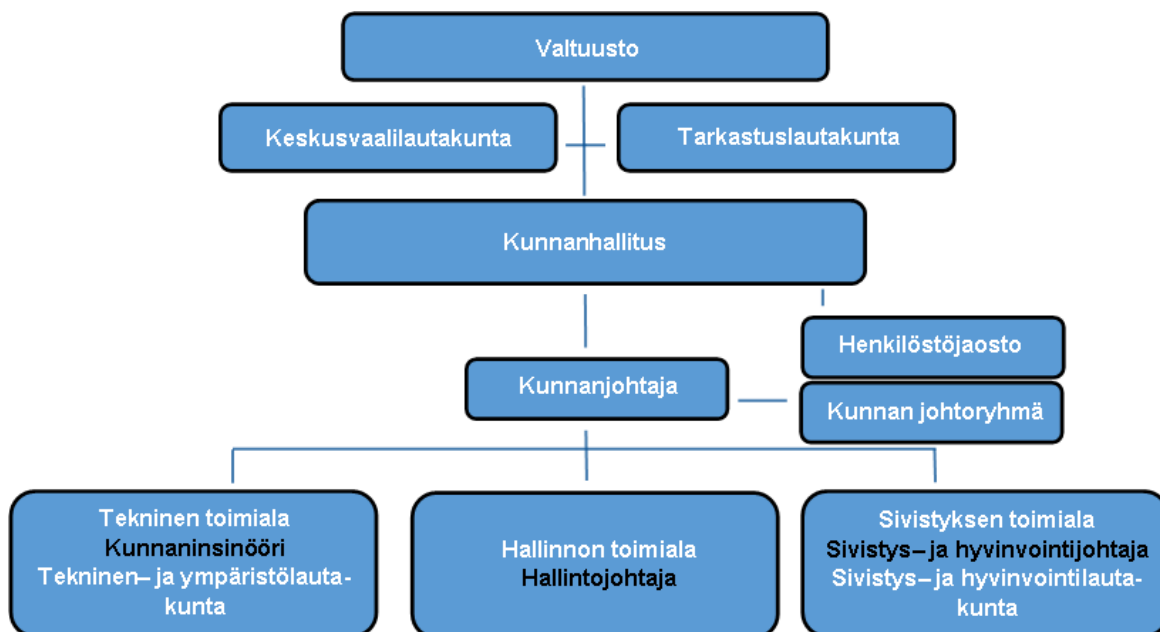 Valtuusto
Keskusvaalilautakunta
Tarkastuslautakunta
Kunnanhallitus
Henkilöstöjaosto
Kunnanjohtaja
Kunnan johtoryhmä
Tekninen toimiala
Kunnaninsinööri
Tekninen– ja ympäristölauta-
kunta
Hallinnon toimiala
Hallintojohtaja
Sivistyksen toimiala
Sivistys– ja hyvinvointijohtaja
Sivistys– ja hyvinvointilauta-
kunta